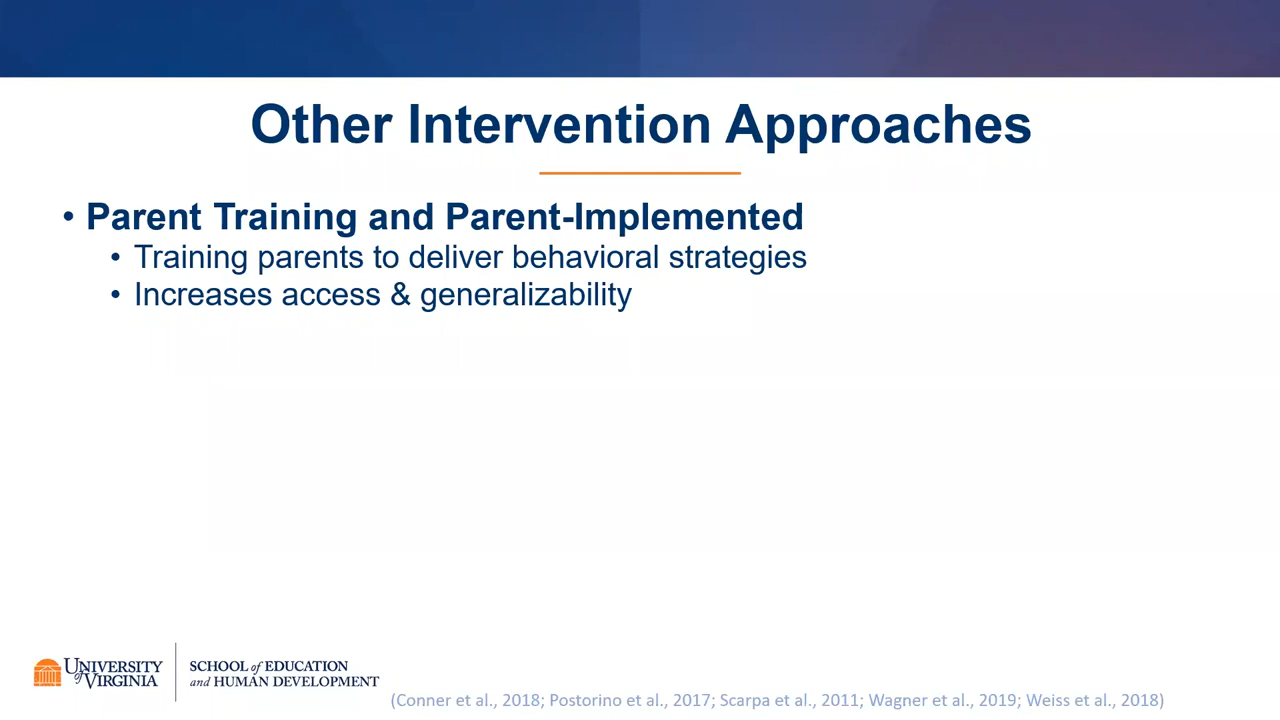 Other Intervention Approaches
• Parent Training and Parent-Implemented
• Training parents to deliver behavioral strategies
• Increases access & generalizability
UNIVERSITY
of VIRGINIA
SCHOOL of EDUCATION
and HUMAN DEVELOPMENT
(Conner et al., 2018; Postorino et al., 2017; Scarpa et al., 2011; Wagner et al., 2019; Weiss et al., 2018)